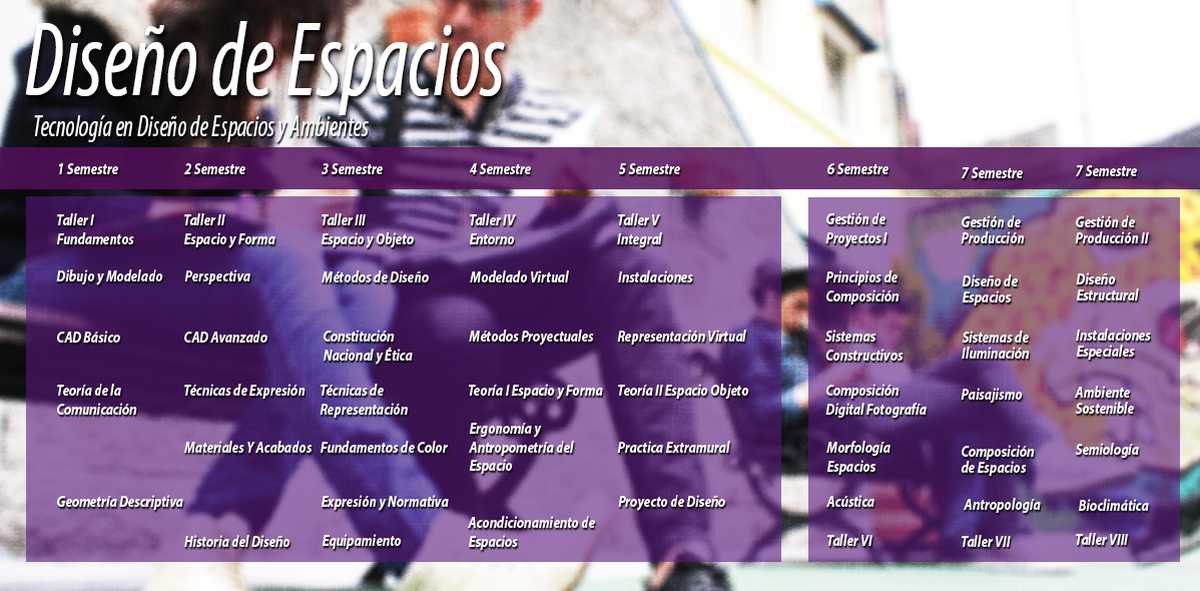 Diseño de Espacios
Tecnología en Diseño de Espacios y Ambientes
1 Semestre
2 Semestre
3 Semestre
4 Semestre
5 Semestre
6 Semestre
7 Semestre
7 Semestre
Taller I
Fundamentos
Dibujo y Modelado
CAD Básico
Teoría de la
Comunicación
Geometría Descriptiva
Taller II
Espacio y Forma
Perspectiva
CAD Avanzado
Técnicas de Expresión
Materiales Y Acabados
Historia del Diseño
Taller III
Espacio y Objeto
Métodos de Diseño
Constitución
Nacional y Ética
Técnicas de
Representación
Fundamentos de Color
Expresión y Normativa
Equipamiento
Taller IV
Entorno
Modelado Virtual
Métodos Proyectuales
Teoría I Espacio y Forma
Ergonomía y
Antropometría del
Espacio
Acondicionamiento de
Espacios
Taller V
Integral
Instalaciones
Representación Virtual
Teoría II Espacio Objeto
Practica Extramural
Proyecto de Diseño
Gestión de
Proyectos I
Principios de
Composición
Sistemas
Constructivos
Composición
Digital Fotografía
Morfología
Espacios
Acústica
Taller VI
Gestión de
Producción
Diseño de
Espacios
Sistemas de
Iluminación
Paisajismo
Composición
de Espacios
Antropología
Taller VII
Gestión de
Producción II
Diseño
Estructural
Instalaciones
Especiales
Ambiente
Sostenible
Semiología
Bioclimática
Taller VIII